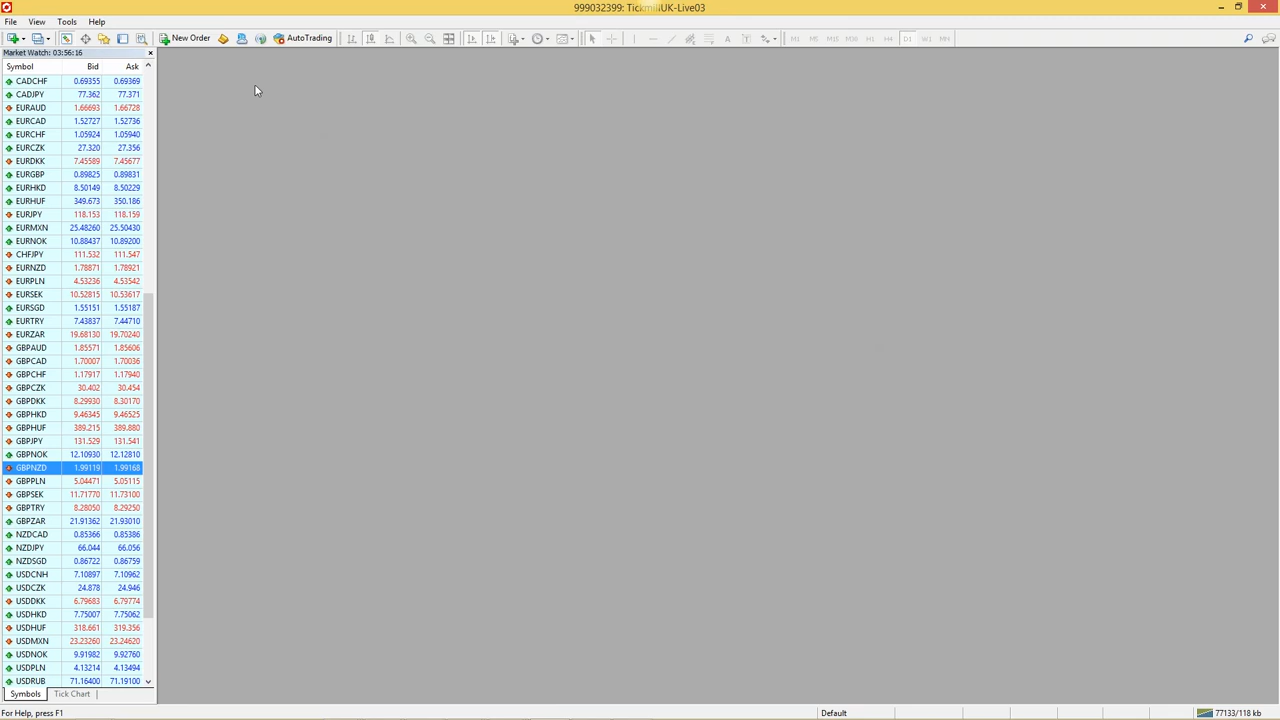 999032399: TickmillUK-Live03
File View Tools Help
New Order AutoTrading M1 M5 M15 M30 H1 H4 D1 W1 MN
Market Watch: 03:56:16
Symbol Bid Ask
CADCHF 0.69355 0.69369
CADJPY 77.362 77.371
EURAUD 1.66693 1.66728
EURCAD 1.52727 1.52736
EURCHF 1.05924 1.05940
EURCZK 27.320 27.356
EURDKK 7.45589 7.45677
EURGBP 0.89825 0.89831
EURHKD 8.50149 8.50229
EURHUF 349.673 350.186
EURJPY 118.153 118.159
EURMXN 25.48260 25.50430
EURNOK 10.88437 10.89200
CHFJPY 111.532 111.547
EURNZD 1.78871 1.78921
EURPLN 4.53236 4.53542
EURSEK 10.52815 10.53617
EURSGD 1.55151 1.55187
EURTRY 7.43837 7.44710
EURZAR 19.68130 19.70240
GBPAUD 1.85571 1.85606
GBPCAD 1.70007 1.70036
GBPCHF 1.17917 1.17940
GBPCZK 30.402 30.454
GBPDKK 8.29930 8.30170
GBPHKD 9.46345 9.46525
GBPHUF 389.215 389.880
GBPJPY 131.529 131.541
GBPNOK 12.10930 12.12810
GBPNZD 1.99119 1.99168
GBPPLN 5.04471 5.05115
GBPSEK 11.71770 11.73100
GBPTRY 8.28050 8.29250
GBPZAR 21.91362 21.93010
NZDCAD 0.85366 0.85386
NZDJPY 66.044 66.056
NZDSGD 0.86722 0.86759
USDCNH 7.10897 7.10962
USDCZK 24.878 24.946
USDDKK 6.79683 6.79774
USDHKD 7.75007 7.75062
USDHUF 318.661 319.356
USDMXN 23.23260 23.24620
USDNOK 9.91982 9.92760
USDPLN 4.13214 4.13494
USDRUB 71.16400 71.19100
Symbols Tick Chart
For Help, press F1 Default 77133/118 kb